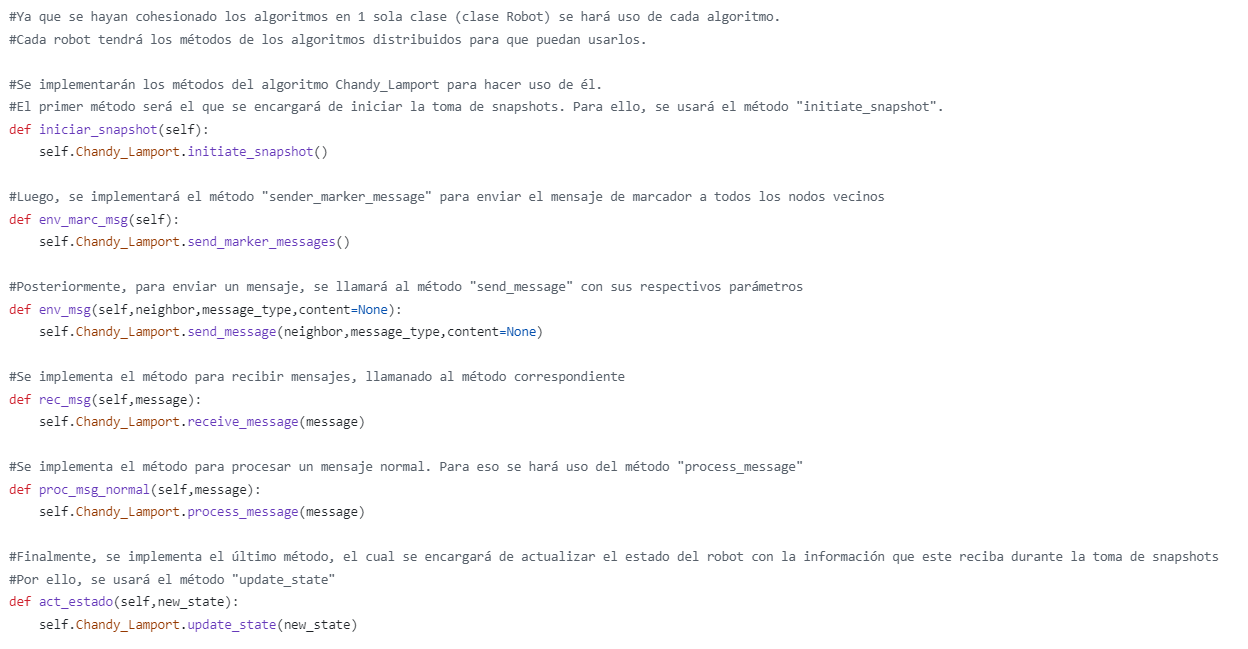 #Ya que se hayan cohesionado los algoritmos en 1 sola clase (clase Robot) se hará uso de cada algoritmo.
#Cada robot tendrá los métodos de los algoritmos distribuidos para que puedan usarlos.
#Se implementarán los métodos del algoritmo Chandy_Lamport para hacer uso de él.
#El primer método será el que se encargará de iniciar la toma de snapshots. Para ello, se usará el método "initiate_snapshot".
def iniciar_snapshot(self):
    self.Chandy_Lamport.initiate_snapshot()
#Luego, se implementará el método "sender_marker_message" para enviar el mensaje de marcador a todos los nodos vecinos
def env_marc_msg(self):
    self.Chandy_Lamport.send_marker_messages()
#Posteriormente, para enviar un mensaje, se llamará al método "send_message" con sus respectivos parámetros
def env_msg(self,neighbor,message_type,content=None):
    self.Chandy_Lamport.send_message(neighbor,message_type,content=None)
#Se implementa el método para recibir mensajes, llamanado al método correspondiente
def rec_msg(self,message):
    self.Chandy_Lamport.receive_message(message)
#Se implementa el método para procesar un mensaje normal. Para eso se hará uso del método "process_message"
def proc_msg_normal(self,message):
    self.Chandy_Lamport.process_message(message)
#Finalmente, se implementa el último método, el cual se encargará de actualizar el estado del robot con la información que este reciba durante la toma de snapshots
#Por ello, se usará el método "update_state"
def act_estado(self,new_state):
    self.Chandy_Lamport.update_state(new_state)